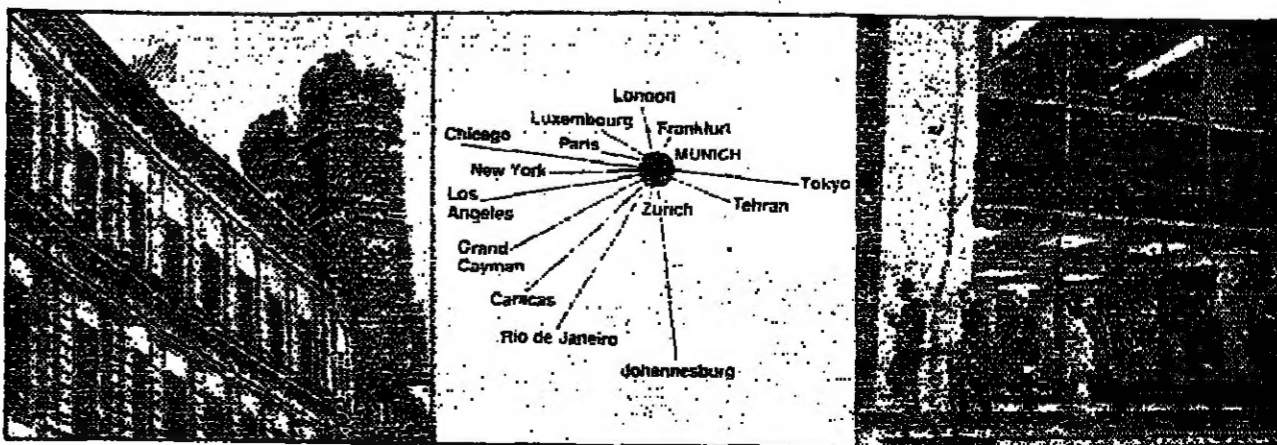 London
Luxembourg
Frankfurt
Chicago
Paris
MUNICH
New York
Tokyo
Los
Angeles
Zurich
Tehran
Grand
Cayman
Caracas
Rio de Janeiro
Johannesburg